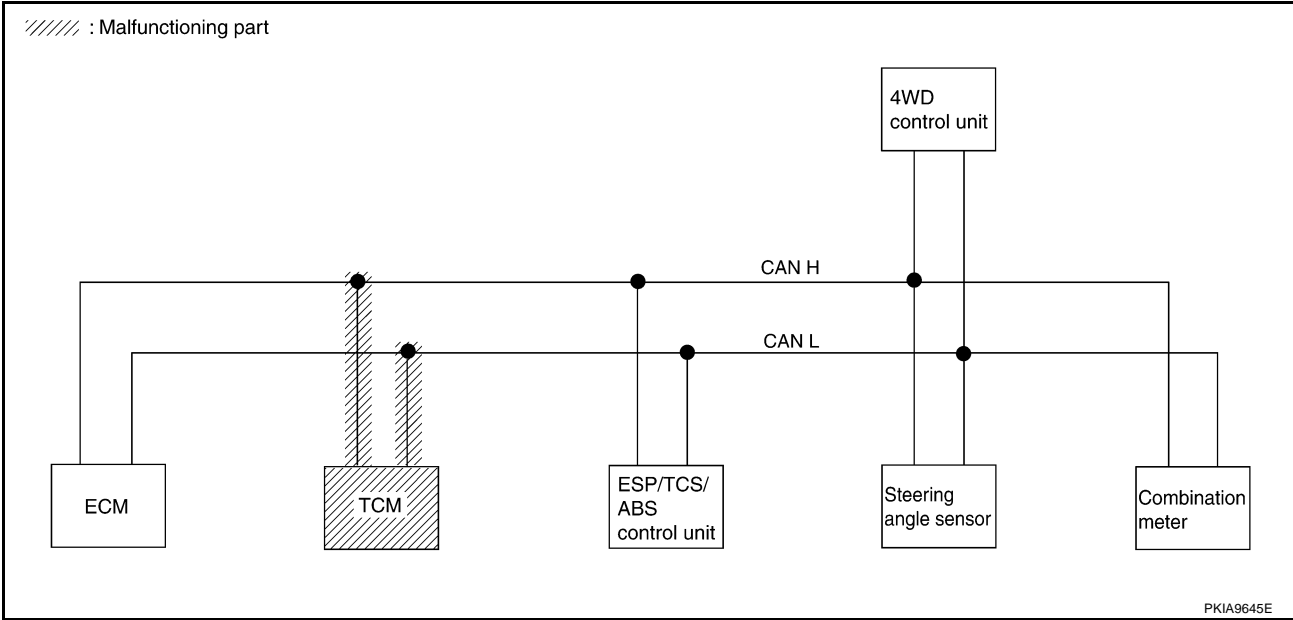 : Malfunctioning part
4WD
control unit
CAN H
CAN L
ECM
TCM
ESP/TCS/
ABS
control unit
Steering
angle sensor
Combination
meter
PKIA9645E